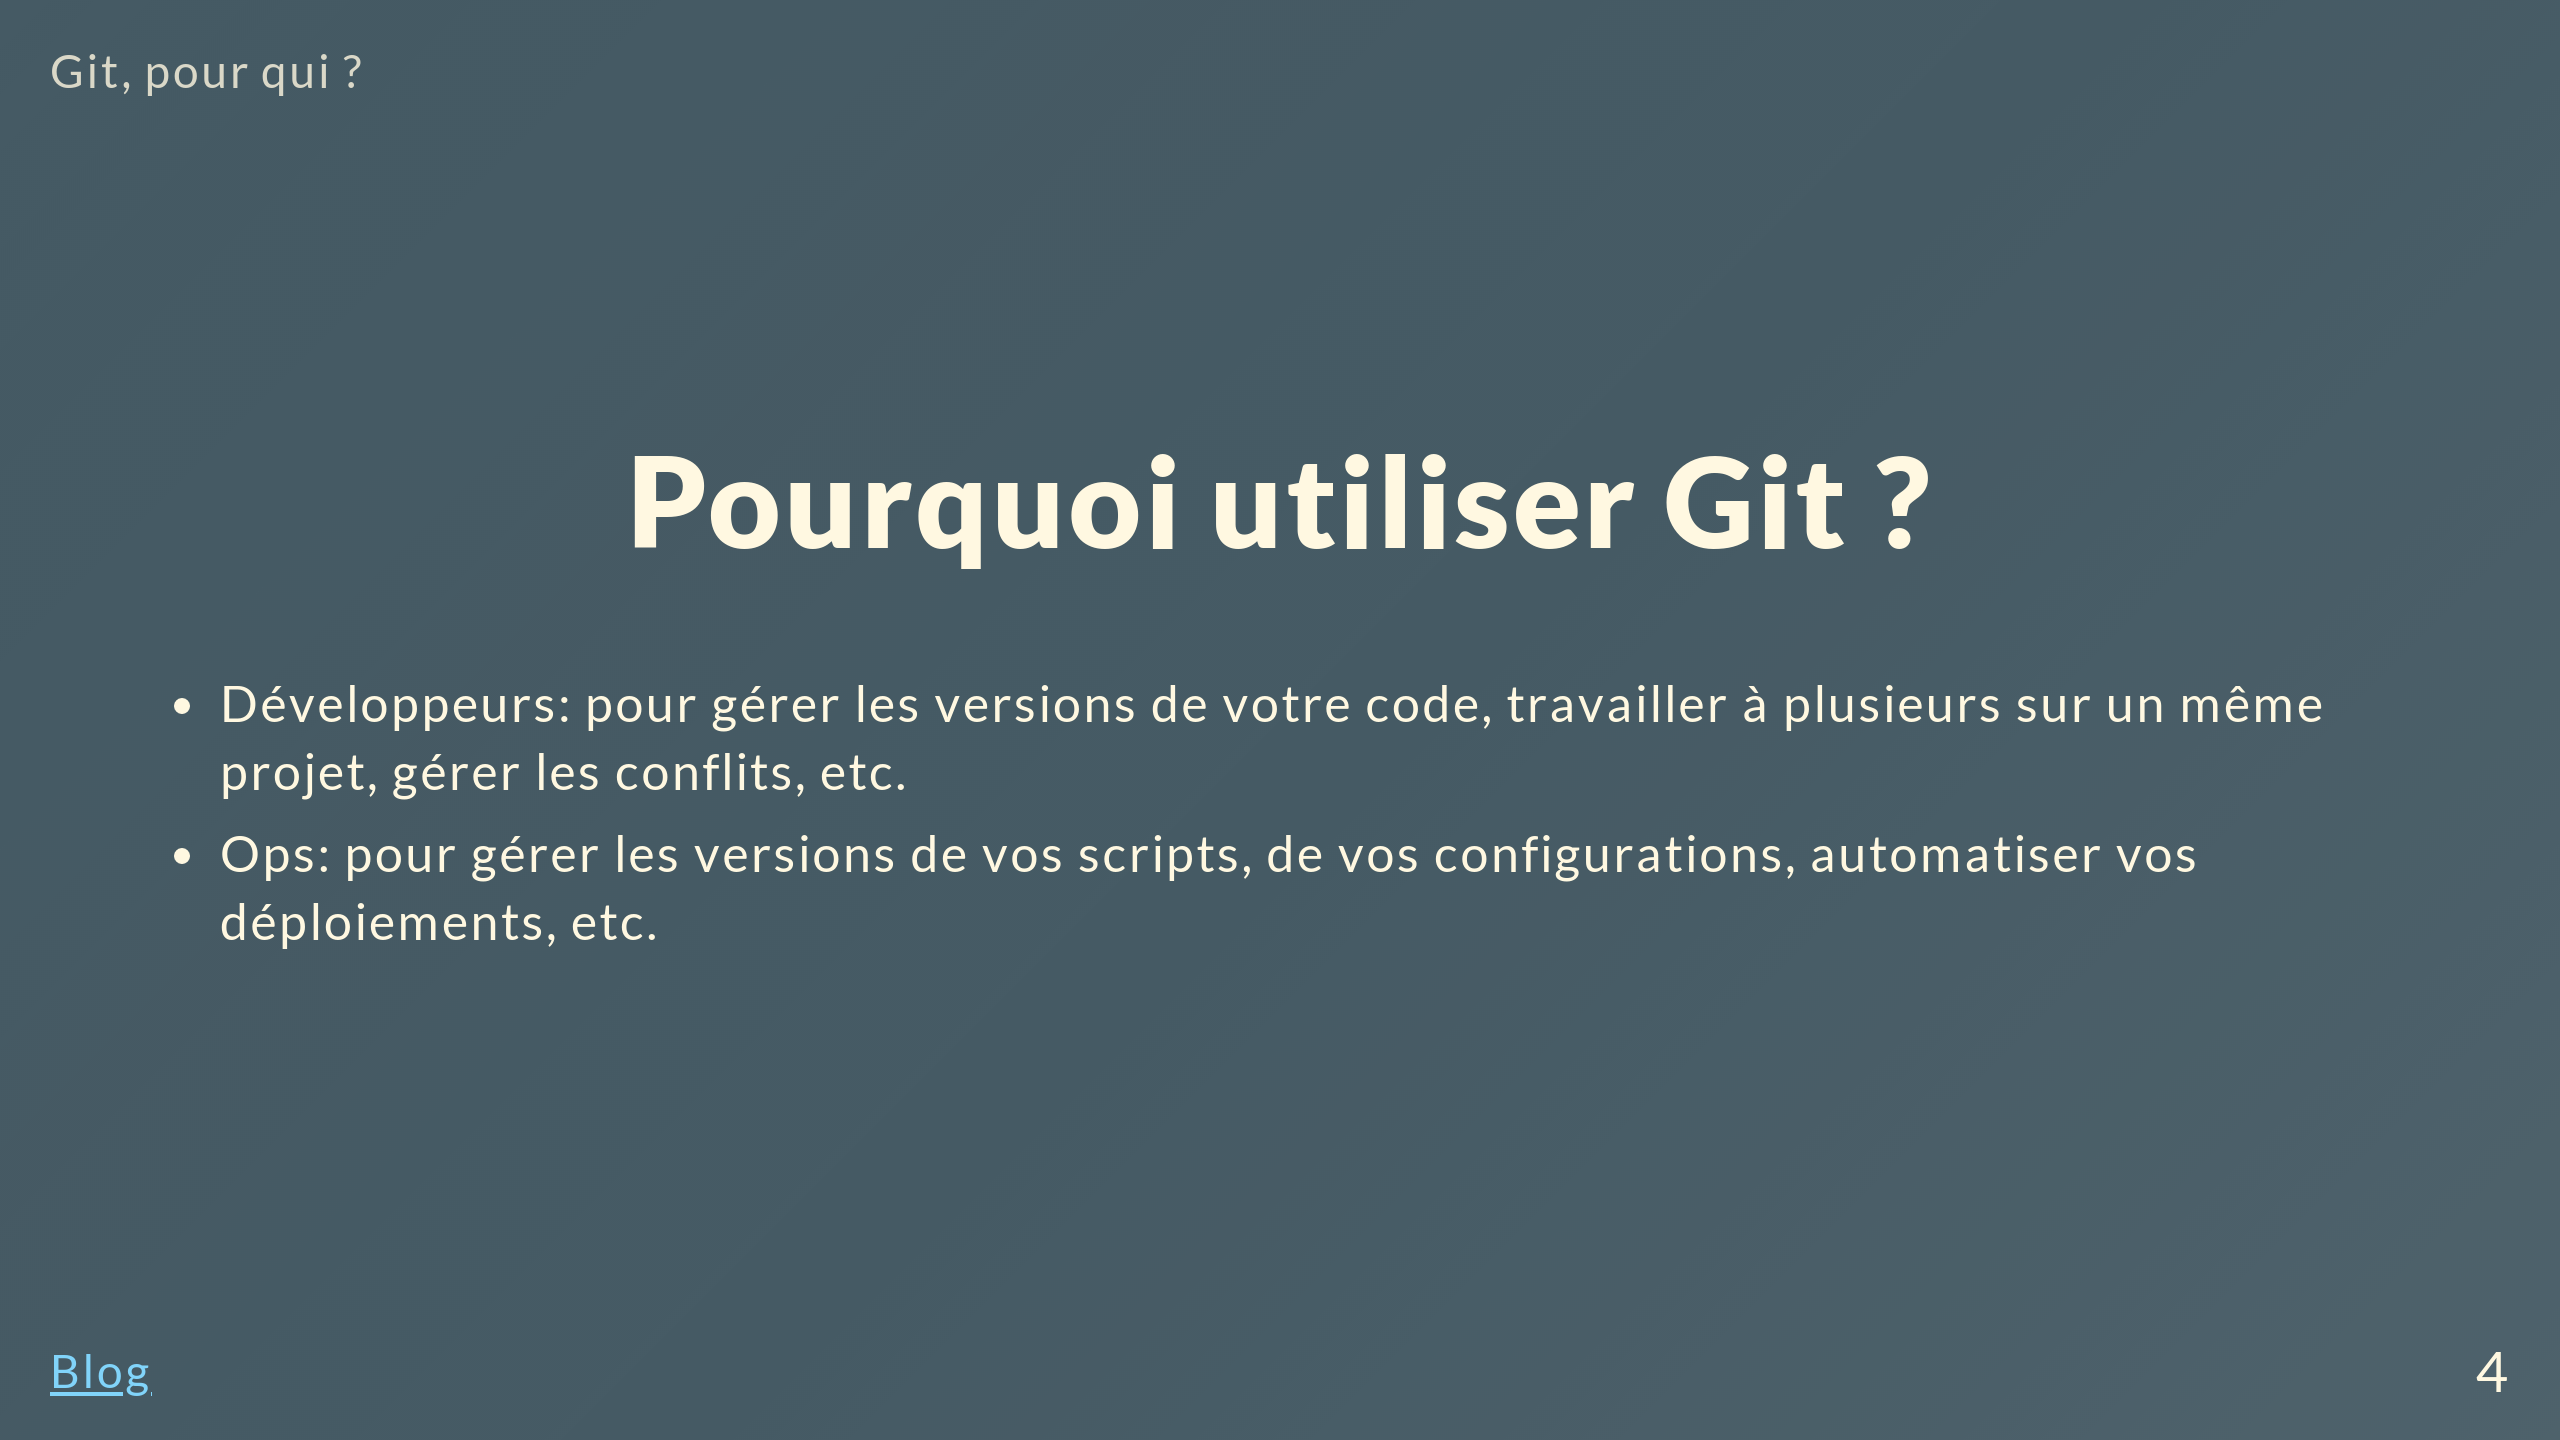 Git, pour qui ?
Pourquoi utiliser Git ?
• Développeurs: pour gérer les versions de votre code, travailler à plusieurs sur un même
projet, gérer les conflits, etc.
• Ops: pour gérer les versions de vos scripts, de vos configurations, automatiser vos
déploiements, etc.
Blog
4